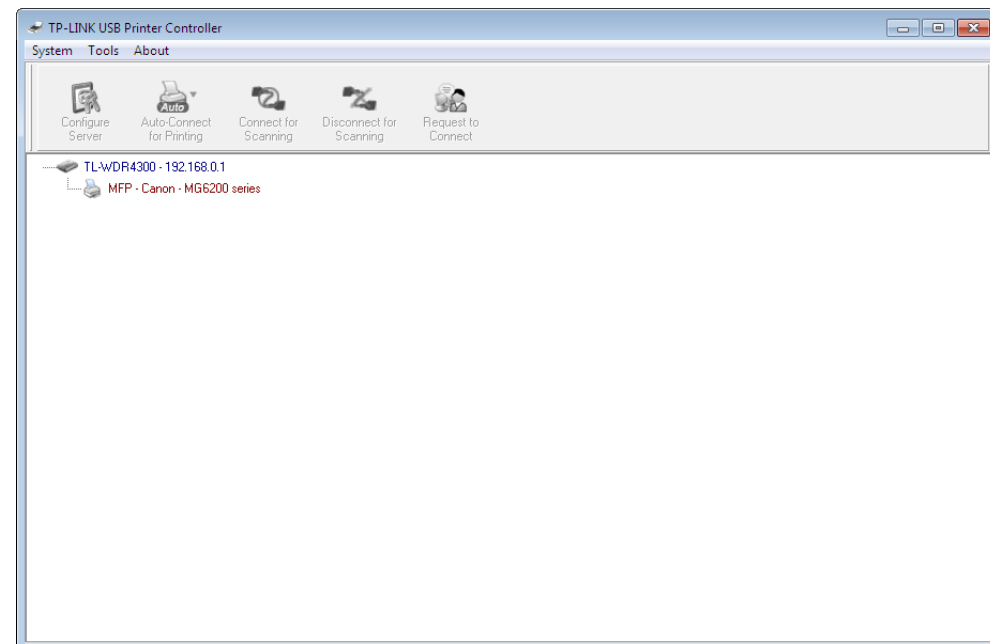 TP-LINK USB Printer Controller
System Tools About
Configure Server
Auto-Connect for Printing
Connect for Scanning
Disconnect for Scanning
Request to Connect
Auto
TL-WDR4300 - 192.168.0.1
MFP - Canon - MG6200 series